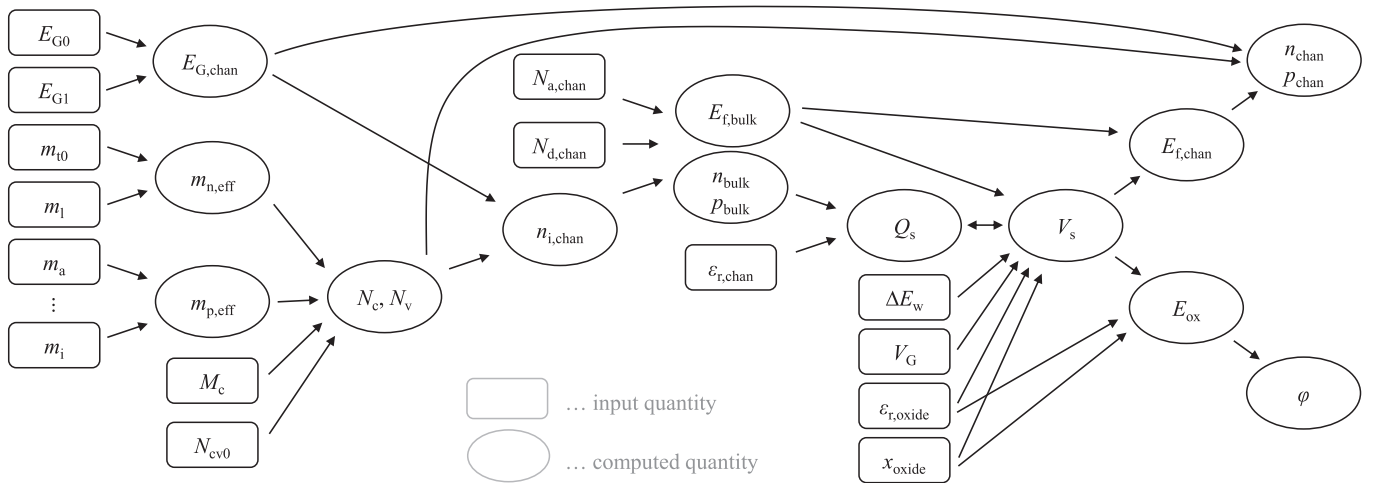 E_G0
E_G1
m_t0
m_l
m_a
⋮
m_i
E_G,chan
m_n,eff
m_p,eff
M_c
N_cv0
N_c, N_v
N_a,chan
N_d,chan
n_i,chan
E_f,bulk
n_bulk
p_bulk
ε_r,chan
Q_s
V_s
ΔE_w
V_G
ε_r,oxide
x_oxide
E_f,chan
n_chan
p_chan
E_ox
φ
… input quantity
… computed quantity